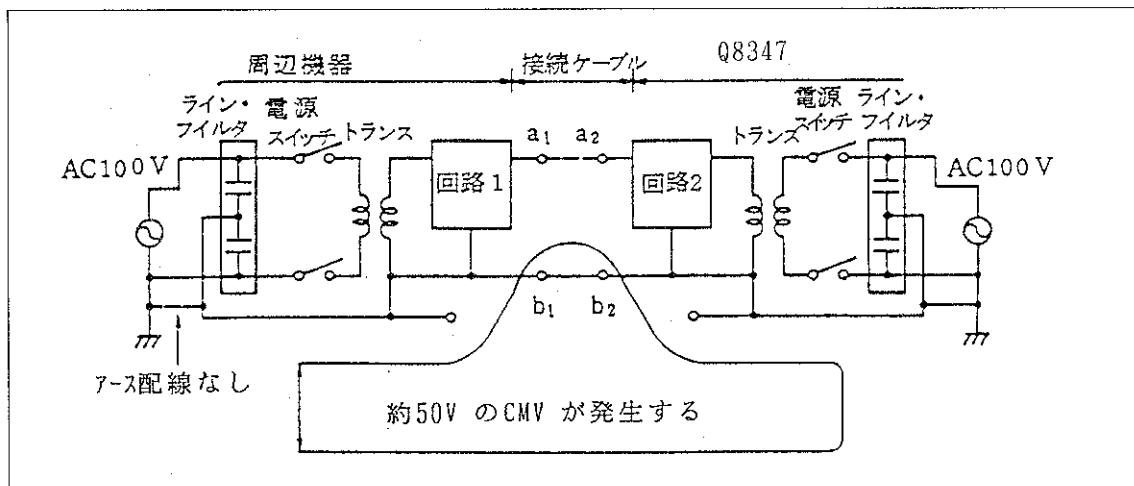 周辺機器
接続ケーブル
Q8347
ライン・
フイルタ
電源
スイッチ
トランス
AC100V
回路1
a1
a2
回路2
トランス
電源
スイッチ
ライン・
フィルタ
AC100V
b1
b2
アース配線なし
約50V のCMV が発生する